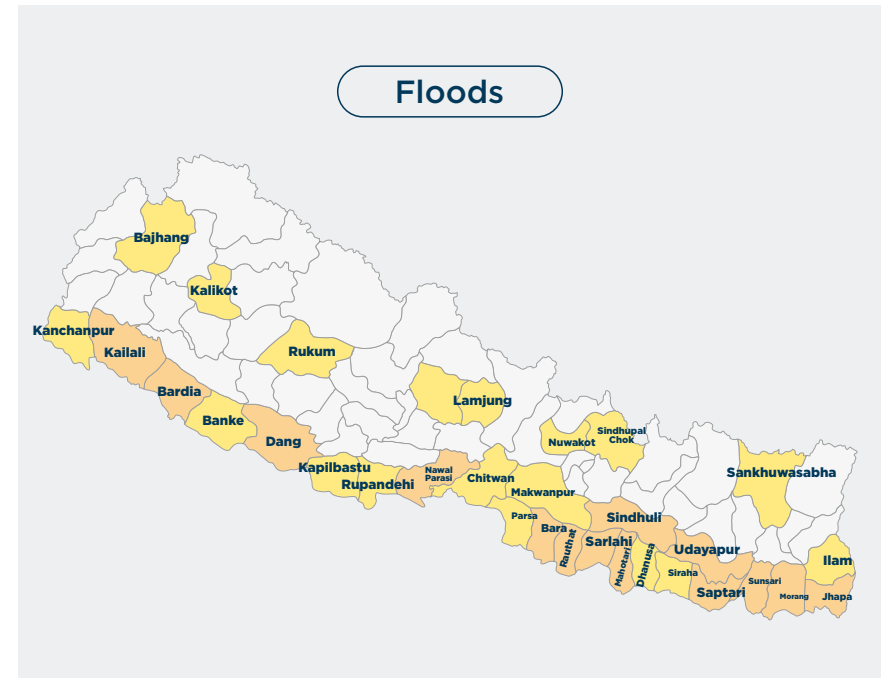 Floods
Bajhang
Kalikot
Kanchanpur
Kailali
Rukum
Bardia
Banke
Lamjung
Dang
Nuwakot
Sindhupal
Chok
Kapilbastu
Rupandehi
Nawal
Parasi
Chitwan
Makwanpur
Sankhuwasabha
Parsa
Bara
Rauthat
Sarlahi
Sindhuli
Mahotari
Dhanusa
Siraha
Udayapur
Saptari
Sunsari
Morang
Jhapa
Ilam